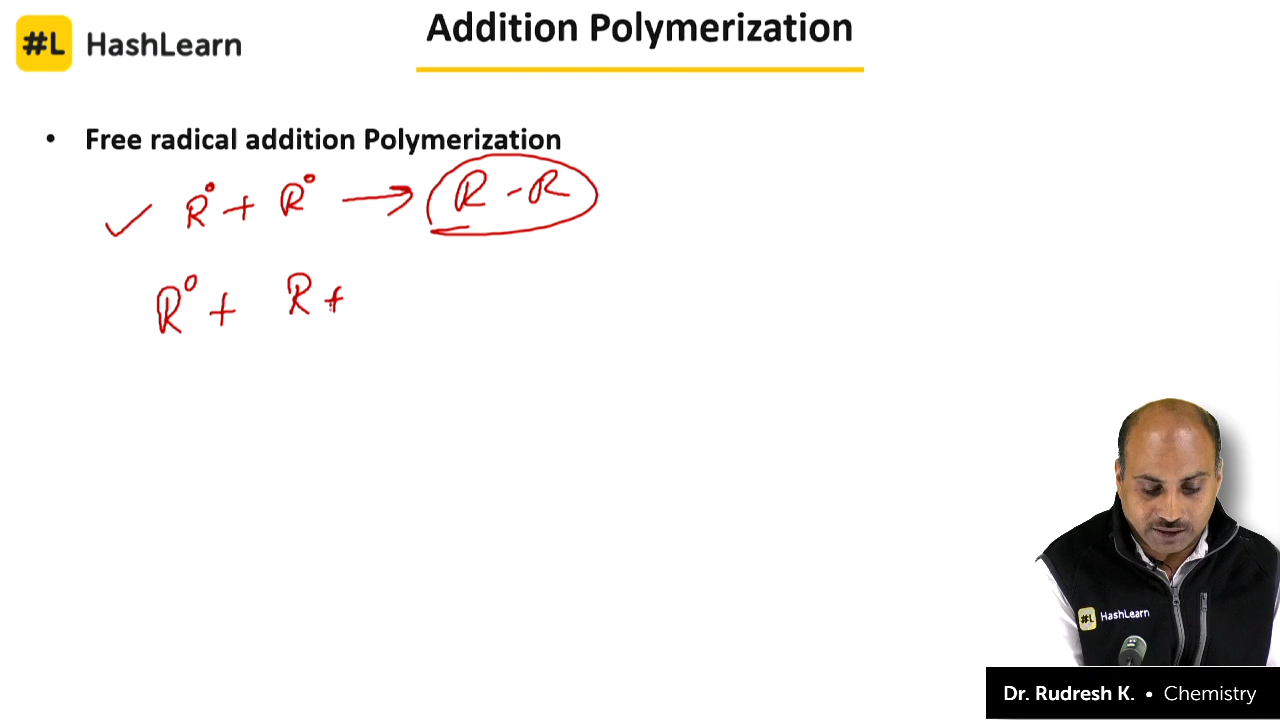 #L HashLearn
Addition Polymerization
• Free radical addition Polymerization
✓ R° + R° → R - R
R° + R +
#L HashLearn
Dr. Rudresh K. • Chemistry